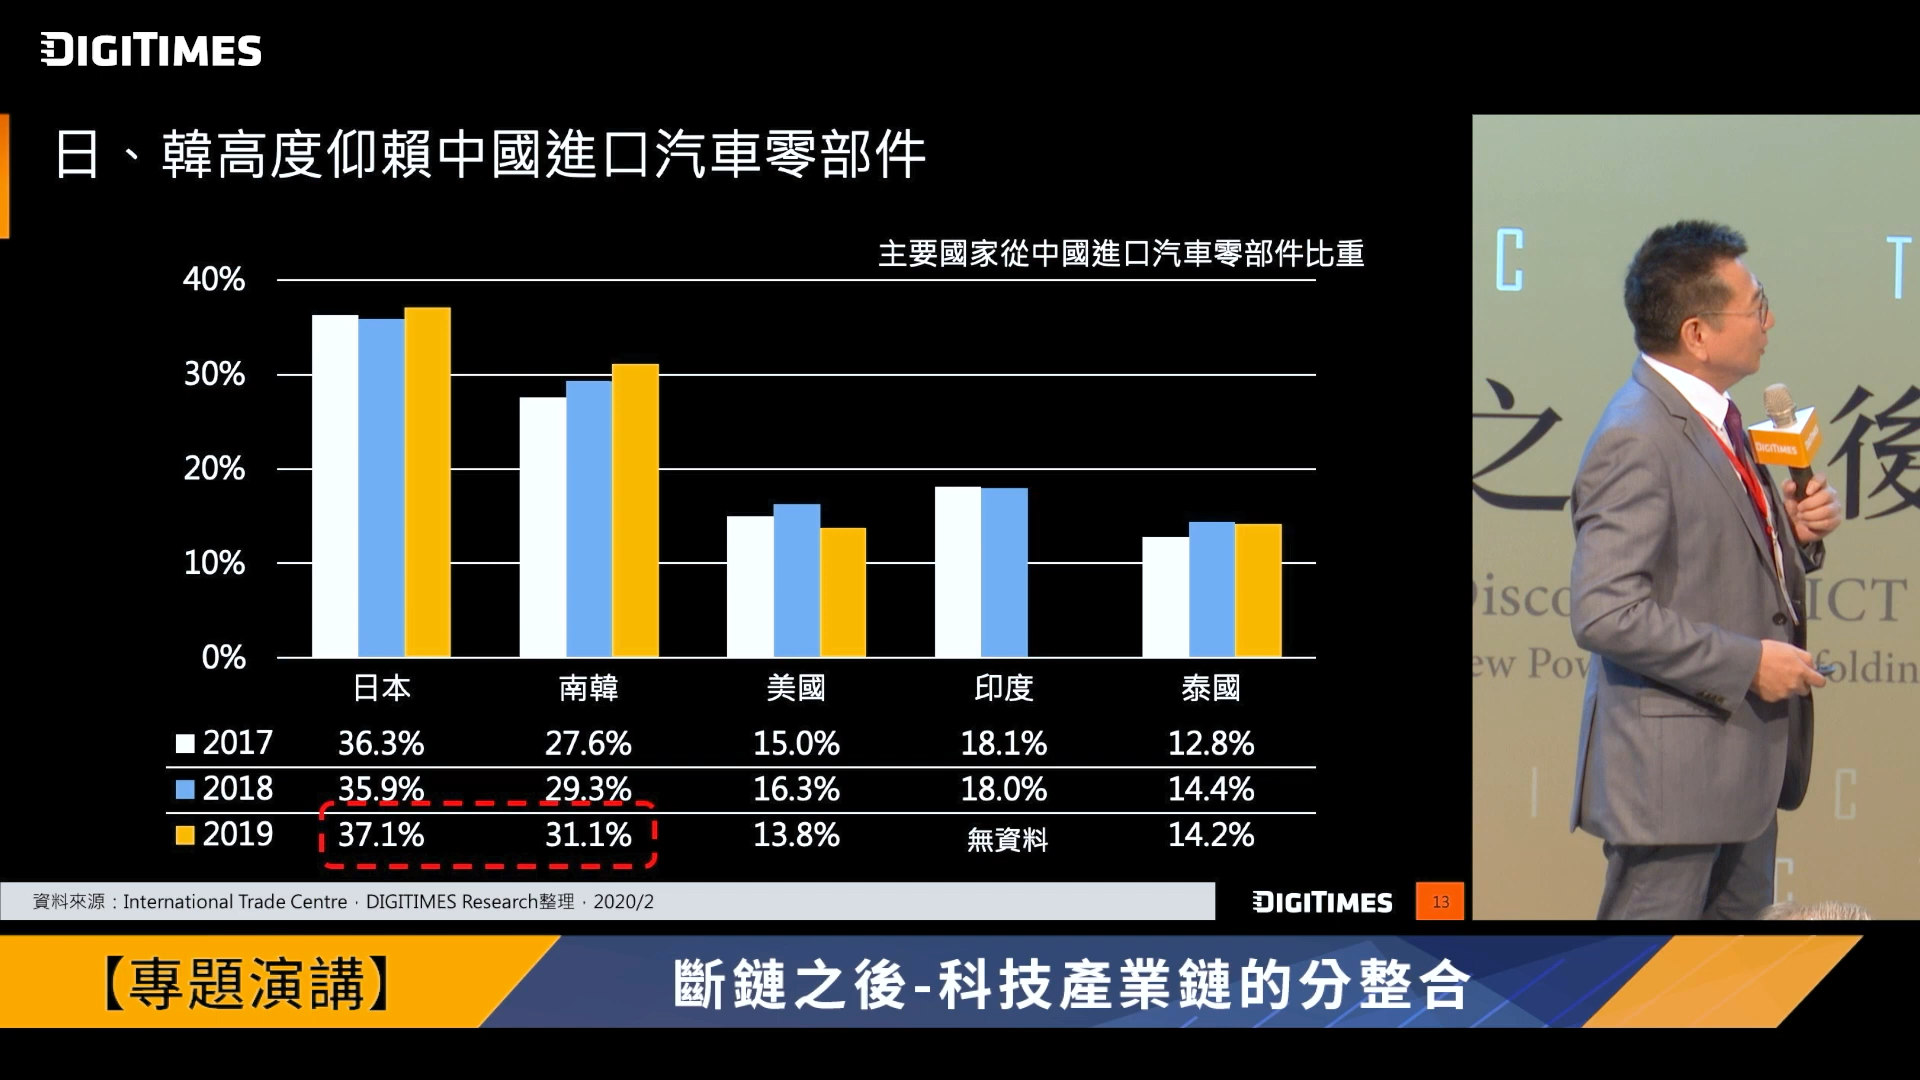 DIGITIMES
日、韓高度仰賴中國進口汽車零部件
主要國家從中國進口汽車零部件比重
40%
30%
20%
10%
0%
日本 南韓 美國 印度 泰國
2017 36.3% 27.6% 15.0% 18.1% 12.8%
2018 35.9% 29.3% 16.3% 18.0% 14.4%
2019 37.1% 31.1% 13.8% 無資料 14.2%
資料來源：International Trade Centre，DIGITIMES Research整理，2020/2
DIGITIMES
13
C T
之 後
DIGITIMES
ICT
I C
C
【專題演講】
斷鏈之後-科技產業鏈的分整合